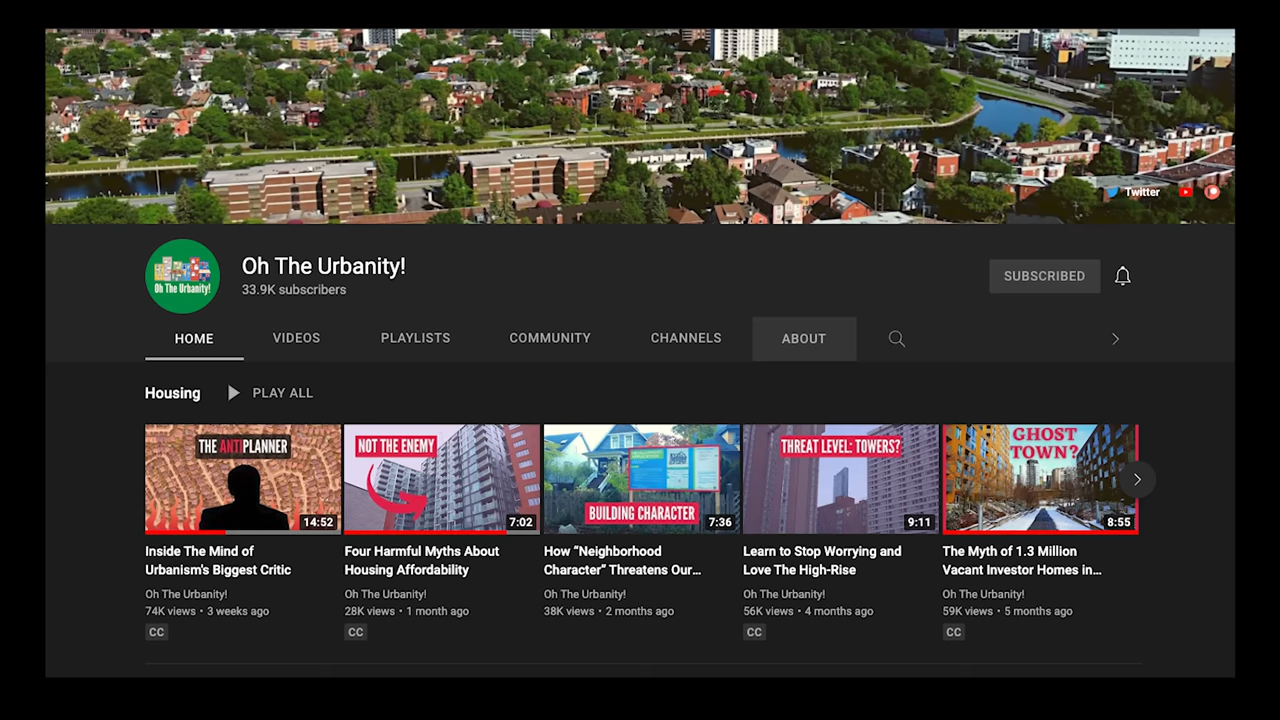 Twitter
Oh The Urbanity!
Oh The Urbanity!
33.9K subscribers
SUBSCRIBED
HOME
VIDEOS
PLAYLISTS
COMMUNITY
CHANNELS
ABOUT
Housing
PLAY ALL
THE ANTIPLANNER
14:52
NOT THE ENEMY
7:02
BUILDING CHARACTER
7:36
THREAT LEVEL: TOWERS?
9:11
GHOST
TOWN?
8:55
Inside The Mind of
Urbanism's Biggest Critic
Oh The Urbanity!
74K views • 3 weeks ago
CC
Four Harmful Myths About
Housing Affordability
28K views • 1 month ago
CC
How “Neighborhood
Character” Threatens Our…
Oh The Urbanity!
38K views • 2 months ago
Learn to Stop Worrying and
Love The High-Rise
Oh The Urbanity!
56K views • 4 months ago
CC
The Myth of 1.3 Million
Vacant Investor Homes in…
Oh The Urbanity!
59K views • 5 months ago
CC